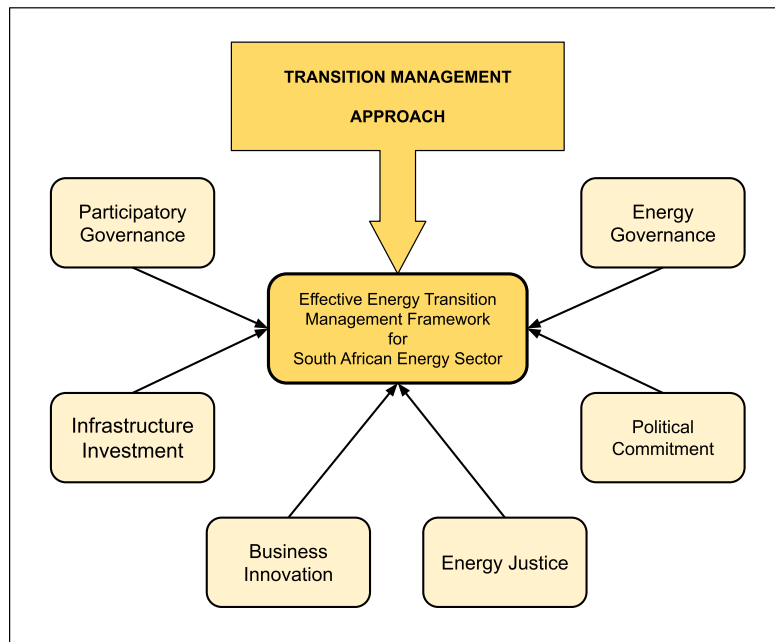 TRANSITION MANAGEMENT
APPROACH
Participatory
Governance
Energy
Governance
Effective Energy Transition
Management Framework
for
South African Energy Sector
Infrastructure
Investment
Political
Commitment
Business
Innovation
Energy Justice